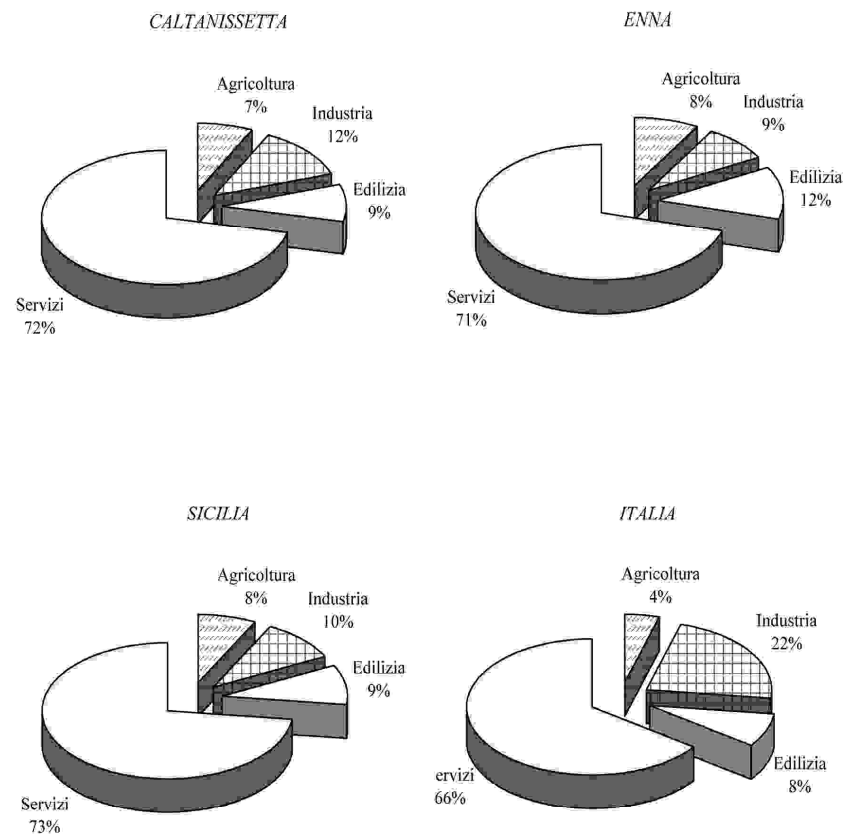 CALTANISSETTA
Agricoltura
7%
Industria
12%
Edilizia
9%
Servizi
72%
ENNA
Agricoltura
8%
Industria
9%
Edilizia
12%
Servizi
71%
SICILIA
Agricoltura
8%
Industria
10%
Edilizia
9%
Servizi
73%
ITALIA
Agricoltura
4%
Industria
22%
Edilizia
8%
ervizi
66%